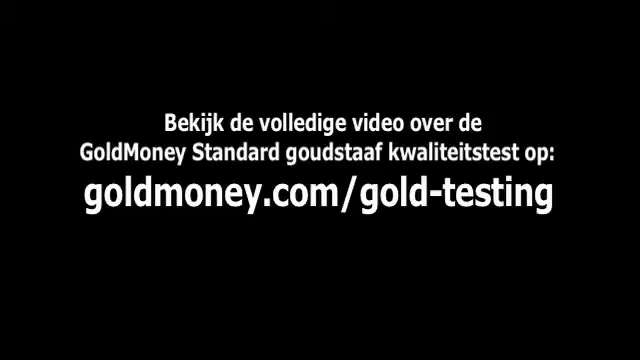 Bekijk de volledige video over de
GoldMoney Standard goudstaaf kwaliteitstest op:
goldmoney.com/gold-testing